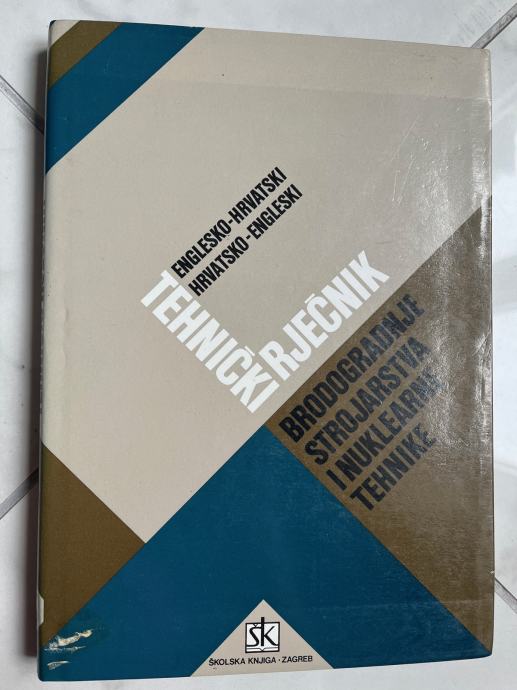 ENGLESKO-HRVATSKI
HRVATSKO-ENGLESKI
TEHNIČKI
RJEČNIK
BRODOGRADNJE
STROJARSTVA
I NUKLEARNE
TEHNIKE
ŠK
ŠKOLSKA KNJIGA · ZAGREB